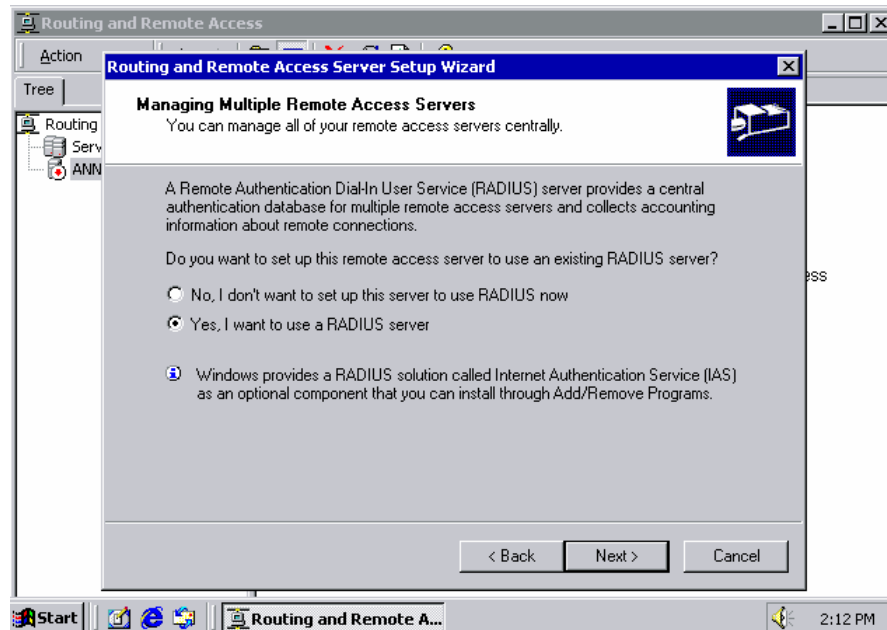 Routing and Remote Access
Action
Tree
Routing
Serv
ANN
Routing and Remote Access Server Setup Wizard
Managing Multiple Remote Access Servers
You can manage all of your remote access servers centrally.
A Remote Authentication Dial-In User Service (RADIUS) server provides a central
authentication database for multiple remote access servers and collects accounting
information about remote connections.
Do you want to set up this remote access server to use an existing RADIUS server?
No, I don't want to set up this server to use RADIUS now
Yes, I want to use a RADIUS server
Windows provides a RADIUS solution called Internet Authentication Service (IAS)
as an optional component that you can install through Add/Remove Programs.
ess
< Back
Next >
Cancel
Start
Routing and Remote A...
2:12 PM